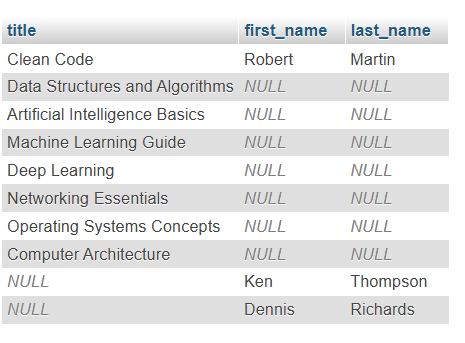 title first_name last_name
Clean Code Robert Martin
Data Structures and Algorithms NULL NULL
Artificial Intelligence Basics NULL NULL
Machine Learning Guide NULL NULL
Deep Learning NULL NULL
Networking Essentials NULL NULL
Operating Systems Concepts NULL NULL
Computer Architecture NULL NULL
NULL Ken Thompson
NULL Dennis Richards